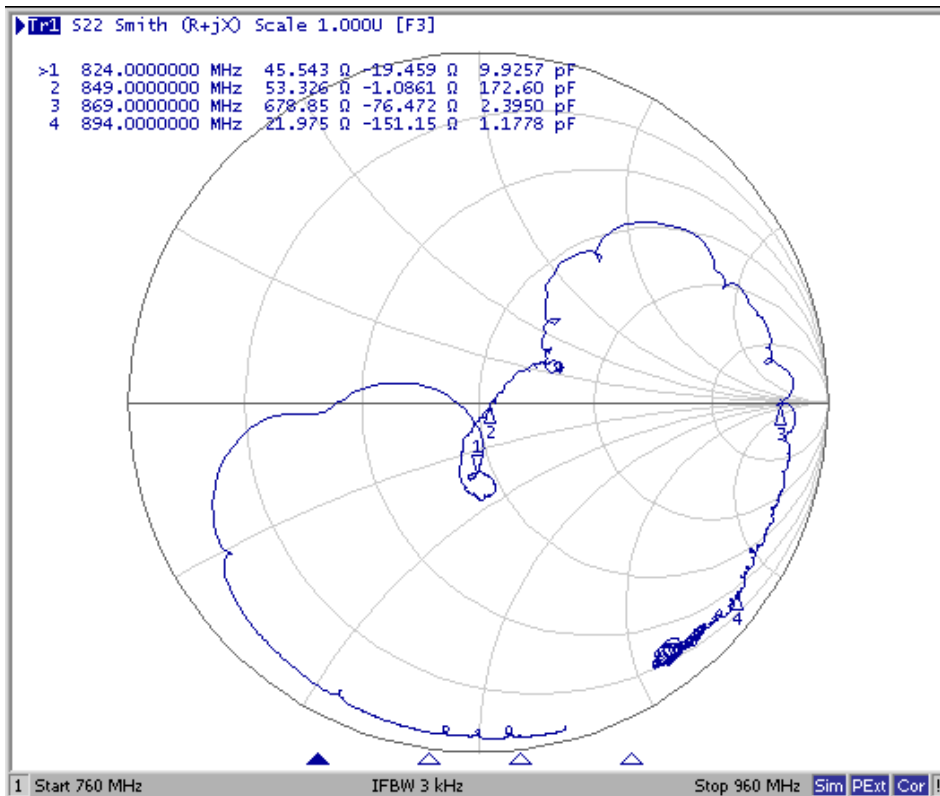 Tr1 S22 Smith (R+jX) Scale 1.000U [F3]
>1 824.0000000 MHz 45.543 Ω -19.459 Ω 9.9257 pF
2 849.0000000 MHz 53.326 Ω -1.0861 Ω 172.60 pF
3 869.0000000 MHz 678.85 Ω -76.472 Ω 2.3950 pF
4 894.0000000 MHz 21.975 Ω -151.15 Ω 1.1778 pF
2
3
1
4
1 Start 760 MHz IFBW 3 kHz Stop 960 MHz Sim PExt Cor !